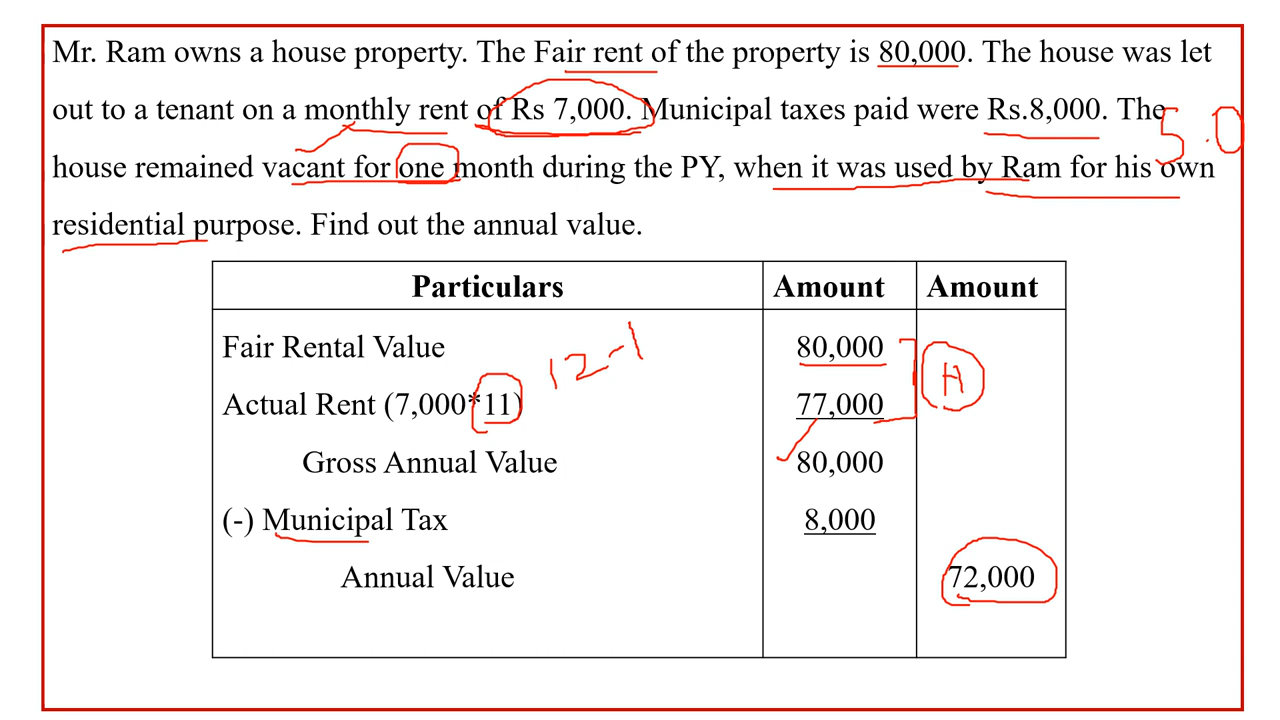 Mr. Ram owns a house property. The Fair rent of the property is 80,000. The house was let
out to a tenant on a monthly rent of Rs 7,000. Municipal taxes paid were Rs.8,000. The
S.O
house remained vacant for one month during the PY, when it was used by Ram for his own
residential purpose. Find out the annual value.
Particulars Amount Amount
Fair Rental Value 80,000
12-1
H
Actual Rent (7,000*11) 77,000
Gross Annual Value 80,000
(-) Municipal Tax 8,000
Annual Value 72,000